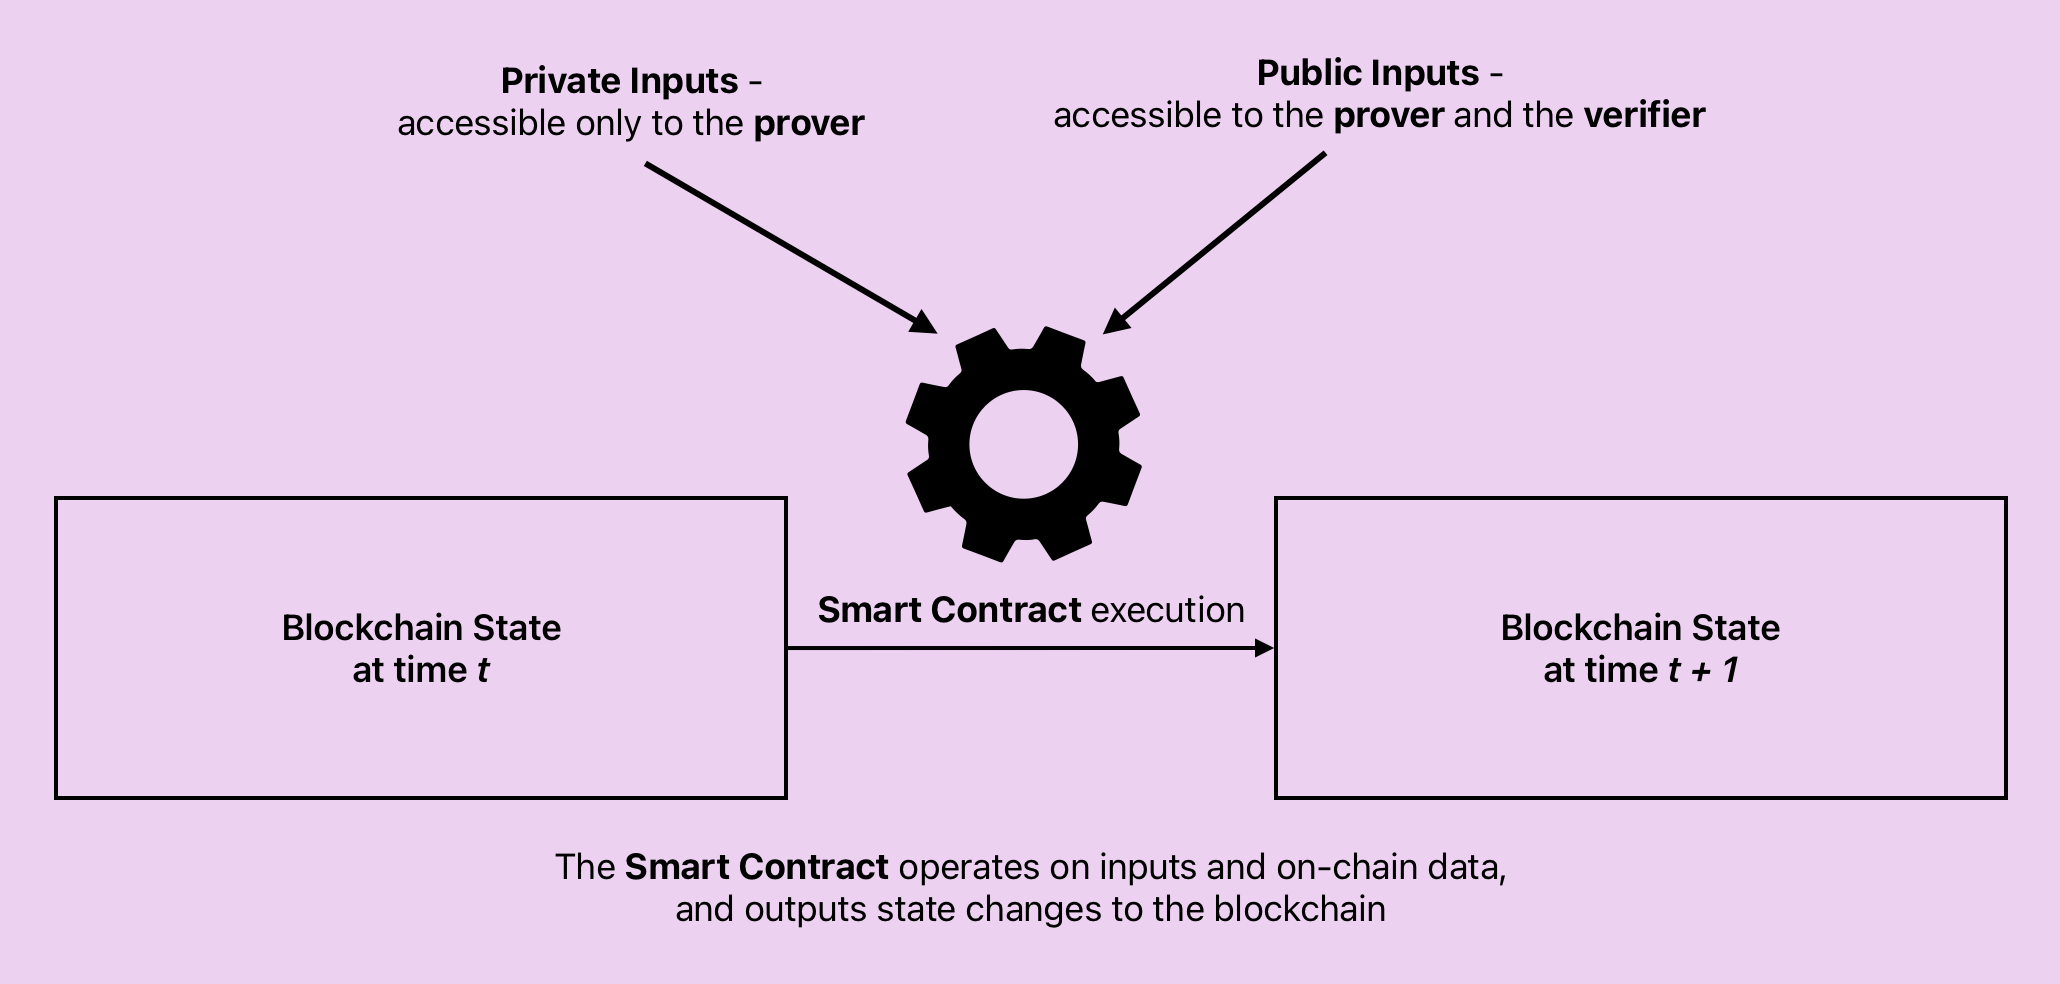 Private Inputs -
accessible only to the prover
Public Inputs -
accessible to the prover and the verifier
Smart Contract execution
Blockchain State
at time t
Blockchain State
at time t + 1
The Smart Contract operates on inputs and on-chain data,
and outputs state changes to the blockchain